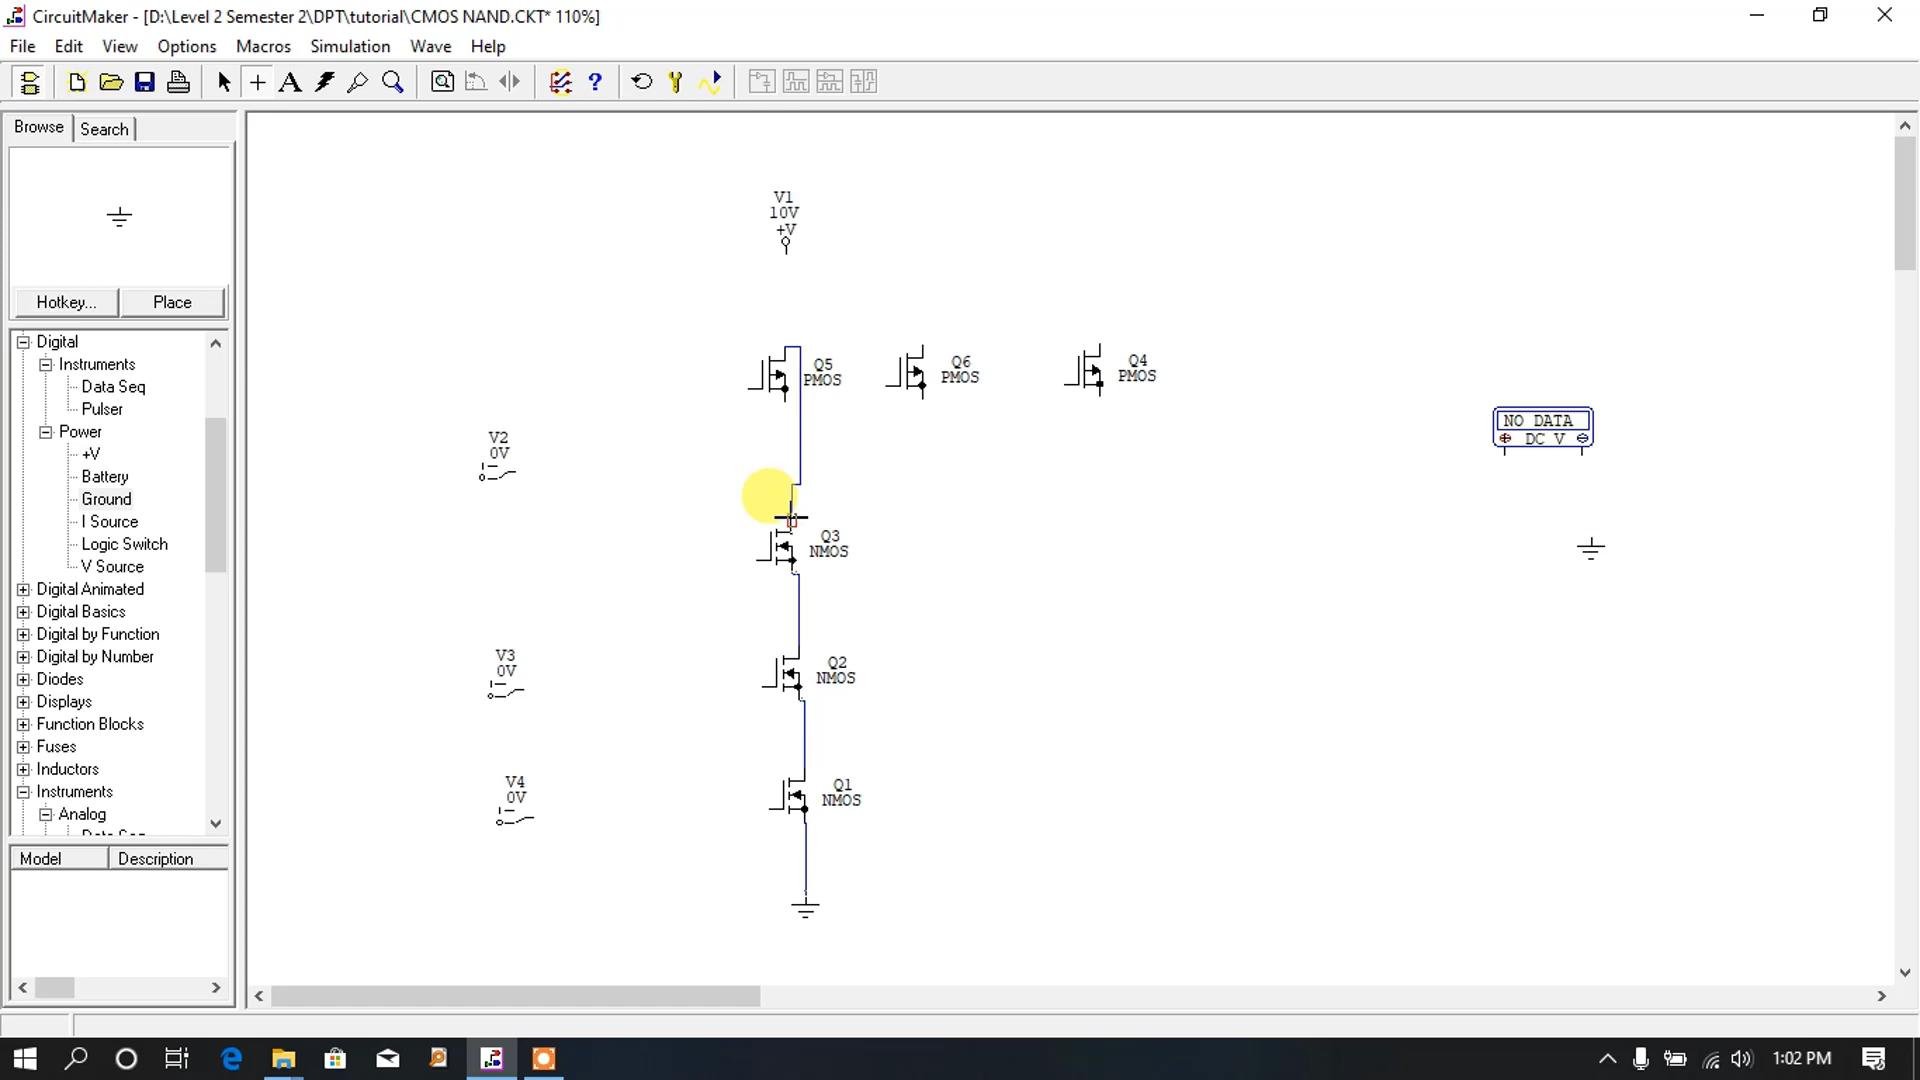 CircuitMaker - [D:\Level 2 Semester 2\DPT\tutorial\CMOS NAND.CKT* 110%]
File Edit View Options Macros Simulation Wave Help
Browse Search
Hotkey... Place
Digital
Instruments
Data Seq
Pulser
Power
+V
Battery
Ground
I Source
Logic Switch
V Source
Digital Animated
Digital Basics
Digital by Function
Digital by Number
Diodes
Displays
Function Blocks
Fuses
Inductors
Instruments
Analog
Data Seq
Model Description
V1
10V
+V
Q5
PMOS
Q6
PMOS
Q4
PMOS
NO DATA
DC V
V2
0V
Q3
NMOS
V3
0V
Q2
NMOS
V4
0V
Q1
NMOS
1:02 PM